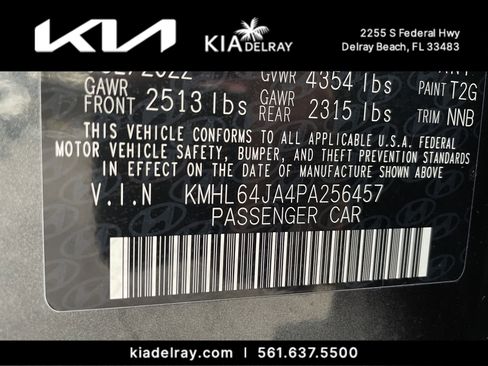 KIA
KIA DELRAY
2255 S Federal Hwy
Delray Beach, FL 33483
2022
GVWR 4354 lbs
PAINT T2G
GAWR FRONT 2513 lbs
GAWR REAR 2315 lbs
TRIM NNB
THIS VEHICLE CONFORMS TO ALL APPLICABLE U.S.A. FEDERAL
MOTOR VEHICLE SAFETY, BUMPER, AND THEFT PREVENTION STANDARDS
IN EFFECT ON THE DATE OF MANUFACTURE SHOWN ABOVE
V.I.N KMHL64JA4PA256457
PASSENGER CAR
kiadelray.com | 561.637.5500